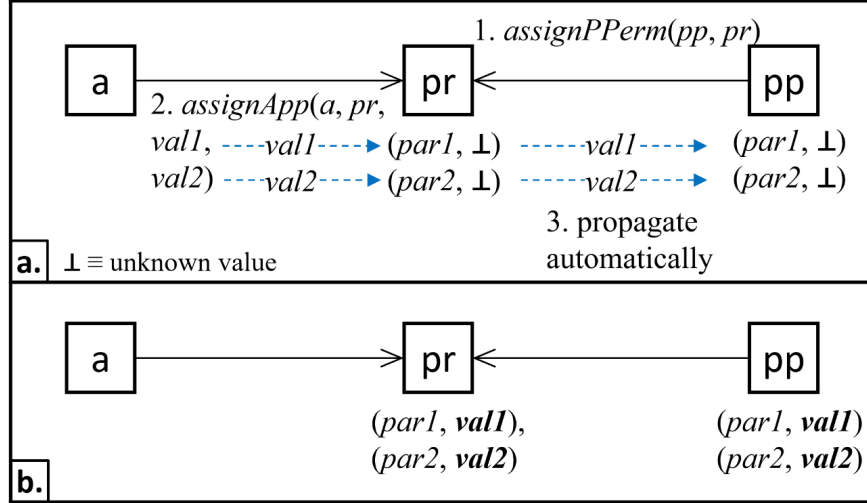 1. assignPPerm(pp, pr)
a
pr
pp
2. assignApp(a, pr,
val1, val1 (par1, ⊥) val1 (par1, ⊥)
val2) val2 (par2, ⊥) val2 (par2, ⊥)
3. propagate
automatically
a. ⊥ ≡ unknown value
a
pr
pp
(par1, val1), (par1, val1)
(par2, val2) (par2, val2)
b.